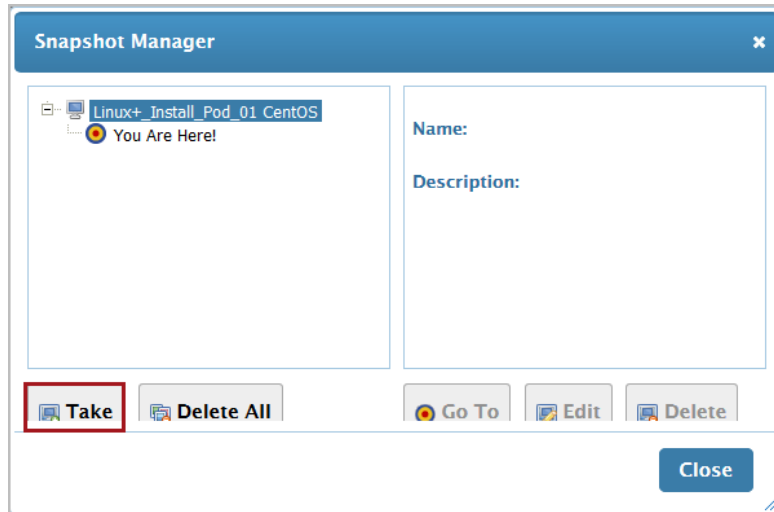 Snapshot Manager
Linux+_Install_Pod_01 CentOS
You Are Here!
Name:
Description:
Take
Delete All
Go To
Edit
Delete
Close